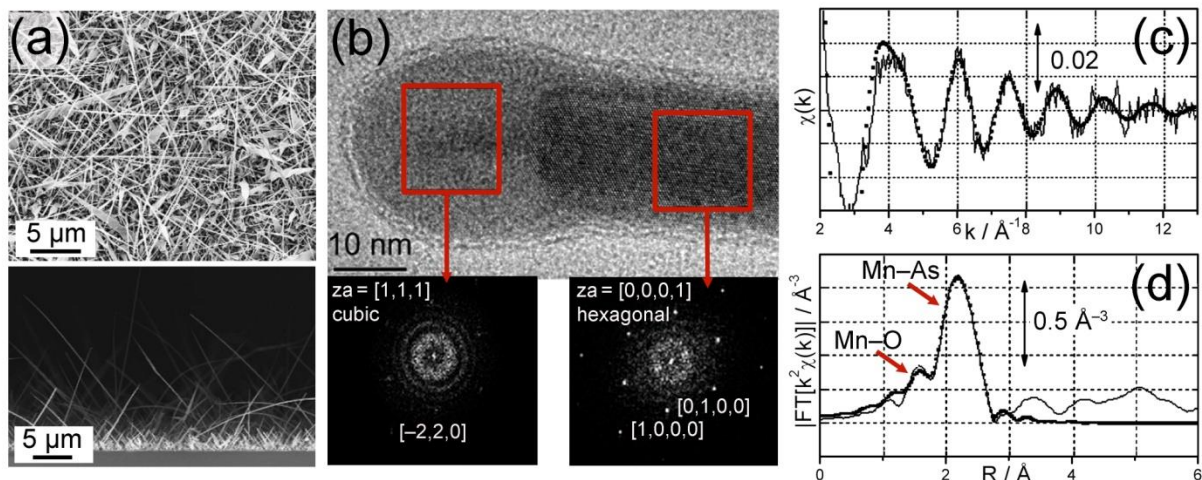 (a)
5 µm
5 µm
(b)
10 nm
za = [1,1,1]
cubic
[–2,2,0]
za = [0,0,0,1]
hexagonal
[0,1,0,0]
[1,0,0,0]
(c)
0.02
χ(k)
2 4 6 8 10 12
k / Å⁻¹
(d)
Mn–As
Mn–O
0.5 Å⁻³
|FT[k²χ(k)]| / Å⁻³
0 2 4 6
R / Å